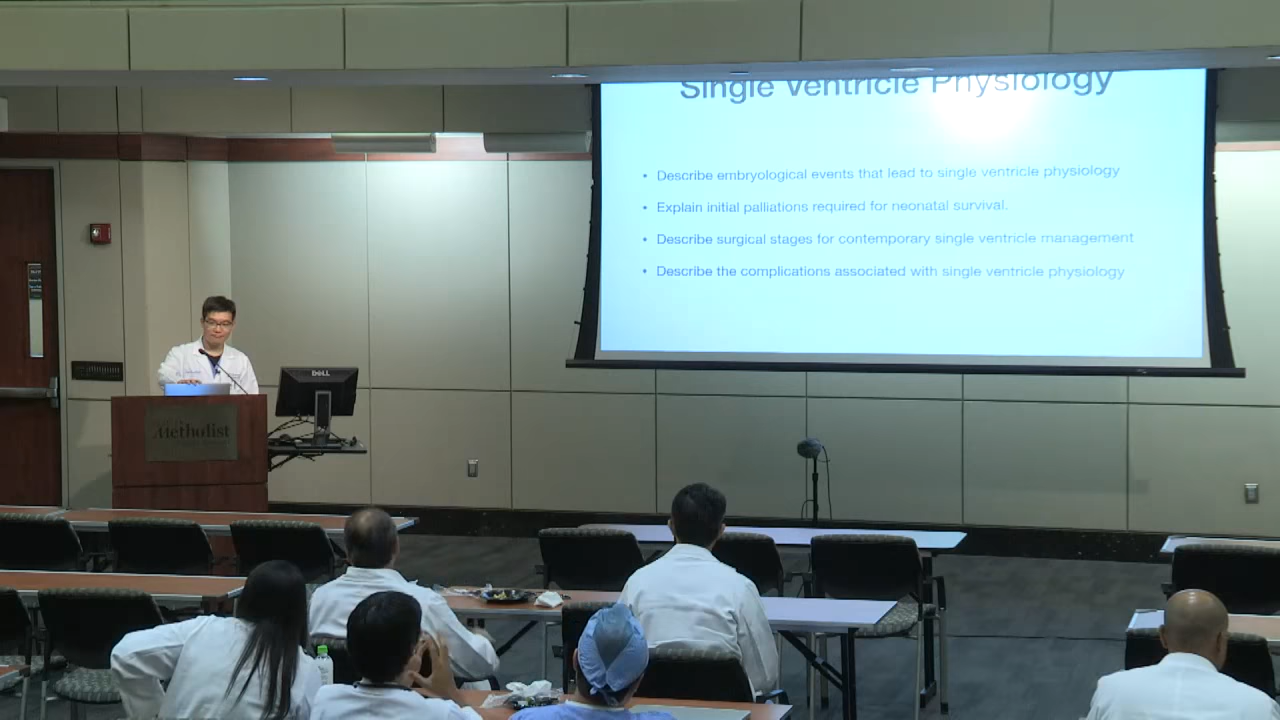 Single Ventricle Physiology
• Describe embryological events that lead to single ventricle physiology
• Explain initial palliations required for neonatal survival.
• Describe surgical stages for contemporary single ventricle management
• Describe the complications associated with single ventricle physiology
DELL
Methodist